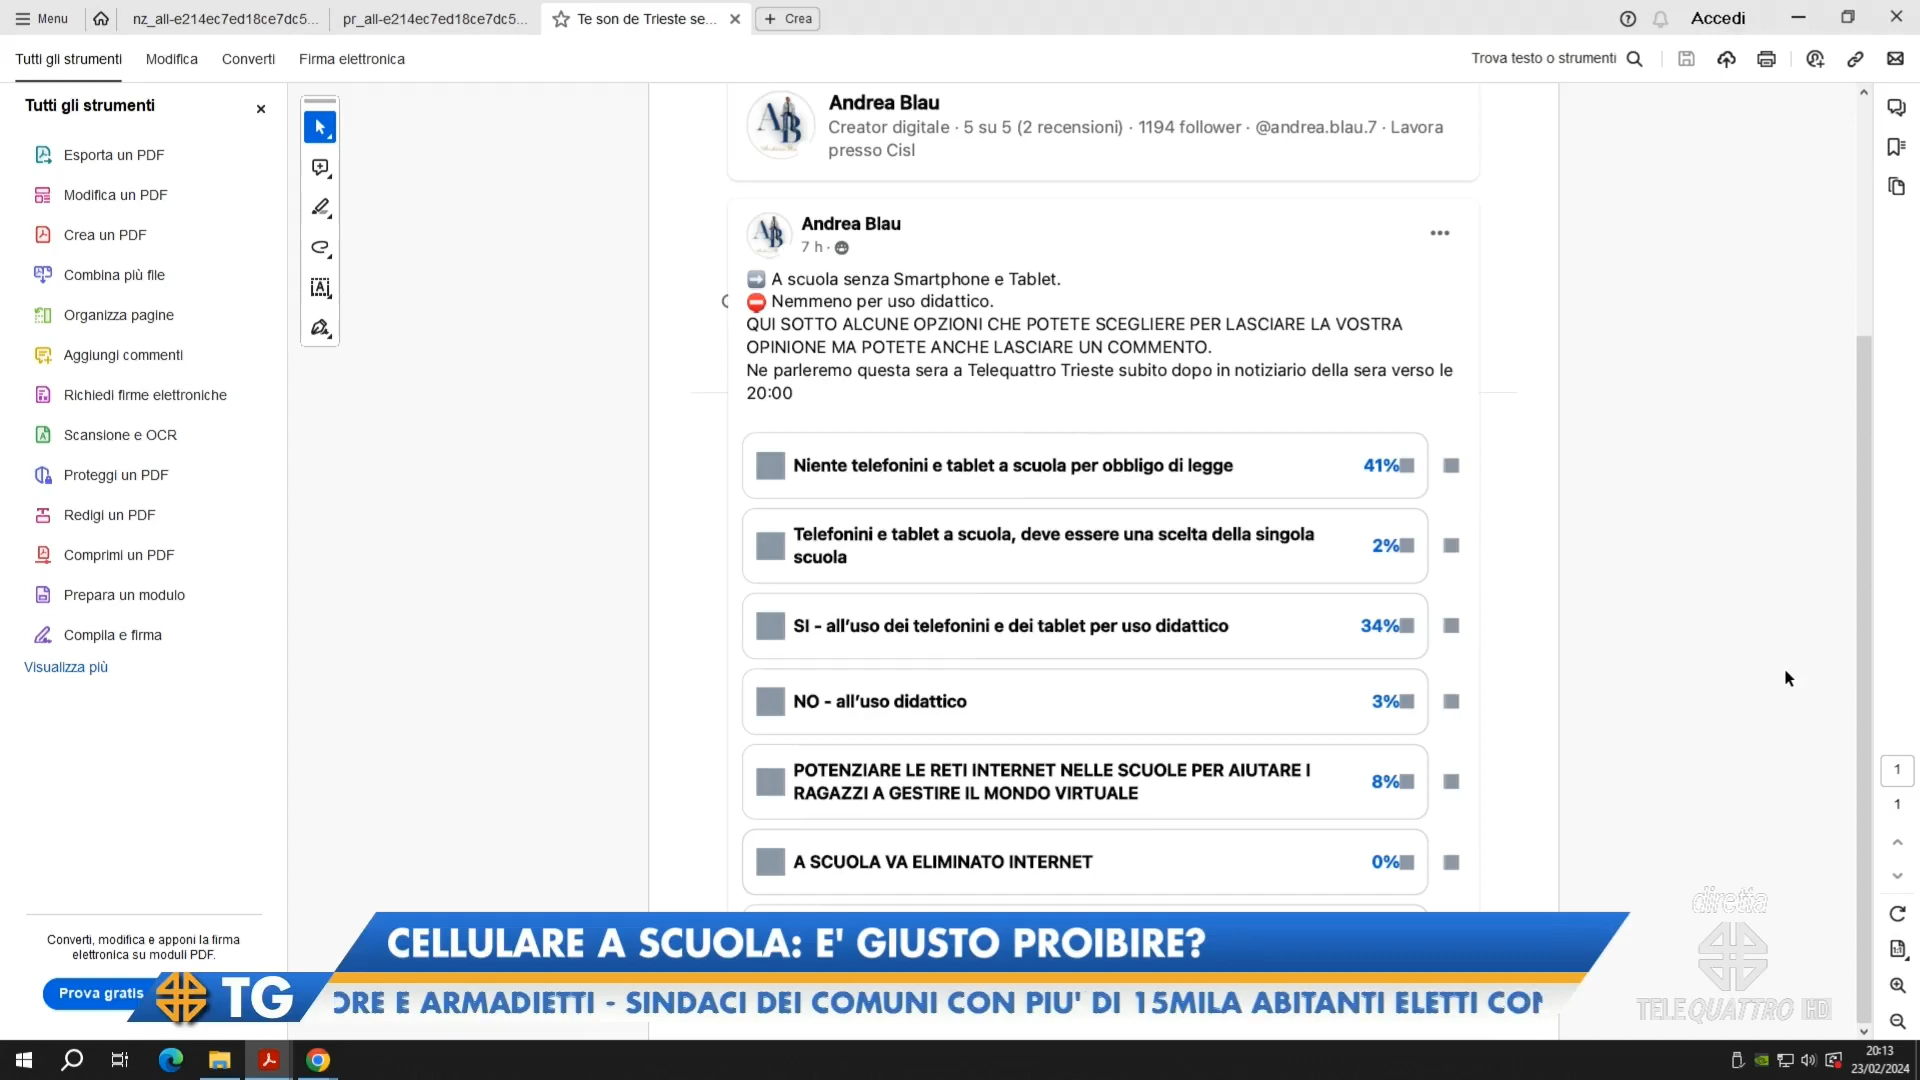 Menu
nz_all-e214ec7ed18ce7dc5...
pr_all-e214ec7ed18ce7dc5...
Te son de Trieste se...
Crea
Accedi
Tutti gli strumenti
Modifica
Converti
Firma elettronica
Trova testo o strumenti
Tutti gli strumenti
Esporta un PDF
Modifica un PDF
Crea un PDF
Combina più file
Organizza pagine
Aggiungi commenti
Richiedi firme elettroniche
Scansione e OCR
Proteggi un PDF
Redigi un PDF
Comprimi un PDF
Prepara un modulo
Compila e firma
Visualizza più
Converti, modifica e apponi la firma
elettronica su moduli PDF.
Prova gratis
Andrea Blau
Creator digitale · 5 su 5 (2 recensioni) · 1194 follower · @andrea.blau.7 · Lavora
presso Cisl
Andrea Blau
7 h ·
A scuola senza Smartphone e Tablet.
Nemmeno per uso didattico.
QUI SOTTO ALCUNE OPZIONI CHE POTETE SCEGLIERE PER LASCIARE LA VOSTRA
OPINIONE MA POTETE ANCHE LASCIARE UN COMMENTO.
Ne parleremo questa sera a Telequattro Trieste subito dopo in notiziario della sera verso le
20:00
Niente telefonini e tablet a scuola per obbligo di legge 41%
Telefonini e tablet a scuola, deve essere una scelta della singola
scuola 2%
SI - all'uso dei telefonini e dei tablet per uso didattico 34%
NO - all'uso didattico 3%
POTENZIARE LE RETI INTERNET NELLE SCUOLE PER AIUTARE I
RAGAZZI A GESTIRE IL MONDO VIRTUALE 8%
A SCUOLA VA ELIMINATO INTERNET 0%
1
1
CELLULARE A SCUOLA: E' GIUSTO PROIBIRE?
TG
ORE E ARMADIETTI - SINDACI DEI COMUNI CON PIU' DI 15MILA ABITANTI ELETTI CON
diretta
TELEQUATTRO HD
20:13
23/02/2024